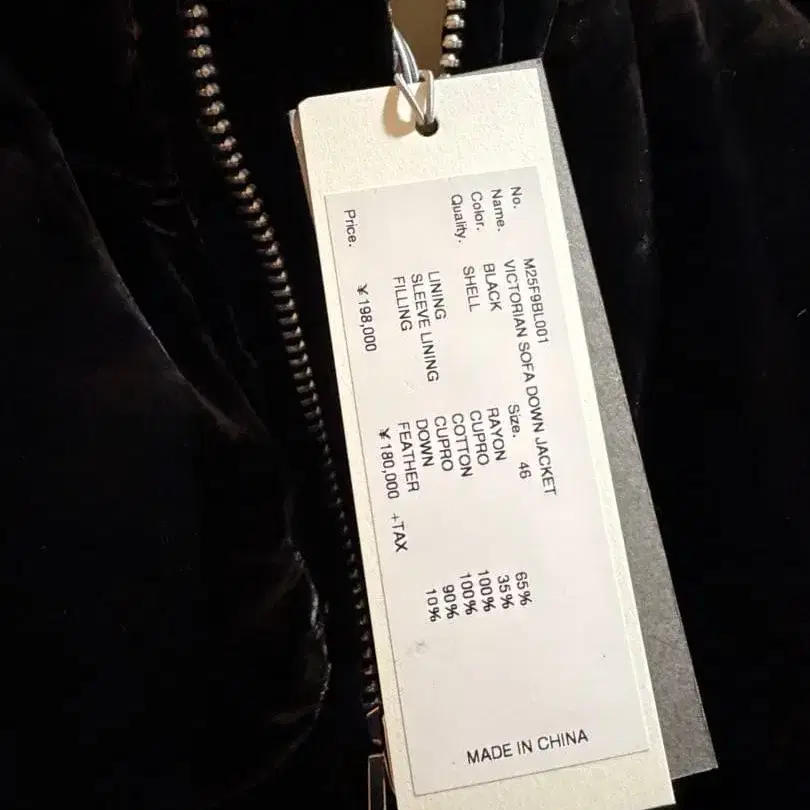 No. M25F9BL001
Name. VICTORIAN SOFA DOWN JACKET
Color. BLACK Size. 46
Quality. SHELL RAYON 65%
CUPRO 35%
LINING COTTON 100%
SLEEVE LINING CUPRO 100%
FILLING DOWN 90%
FEATHER 10%
Price. ¥198,000 ¥180,000 +TAX
MADE IN CHINA